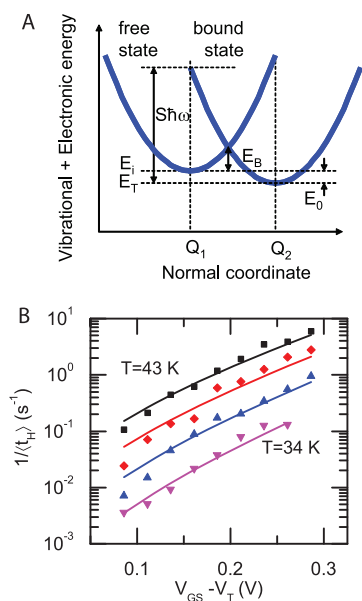 A
free state
bound state
Vibrational + Electronic energy
Sħω
E_i
E_T
E_B
E_0
Q_1
Q_2
Normal coordinate
B
1/⟨t_H⟩ (s^-1)
10^1
10^0
10^-1
10^-2
10^-3
T=43 K
T=34 K
0.1
0.2
0.3
V_GS -V_T (V)